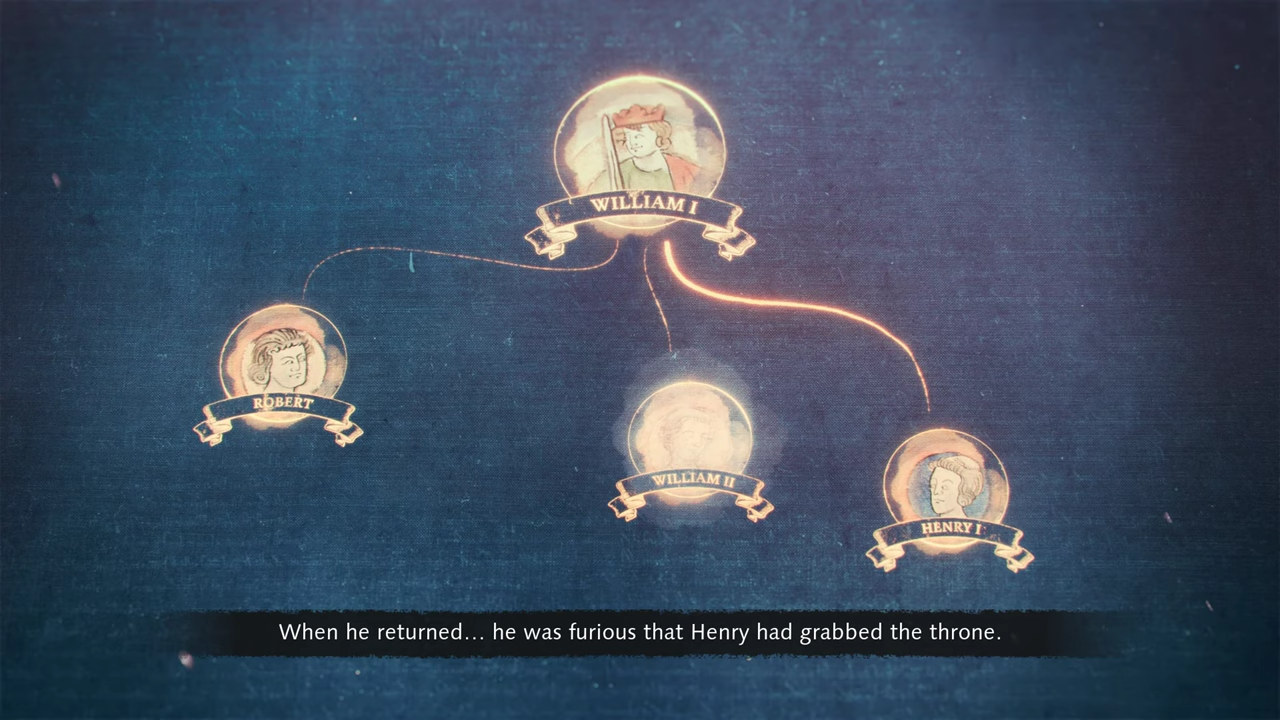 WILLIAM I
ROBERT
WILLIAM II
HENRY I
When he returned... he was furious that Henry had grabbed the throne.